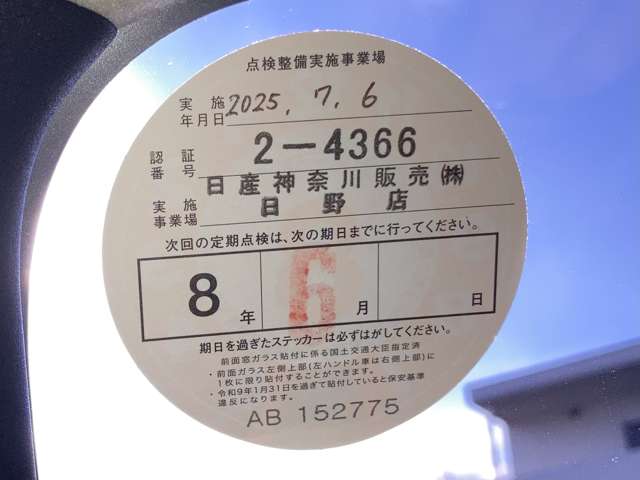 点検整備実施事業場
実施
年月日
2025. 7. 6
認証
番号
2-4366
実施
事業場
日産神奈川販売㈱
日野店
次回の定期点検は、次の期日までに行ってください。
8年 6月 日
期日を過ぎたステッカーは必ずはがしてください。
前面窓ガラス貼付に係る国土交通大臣指定済
・前面ガラス左側上部(左ハンドル車は右側上部)に
1枚に限り貼付することができます。
・令和9年1月31日を過ぎて貼付していると保安基準
違反になります。
AB 152775